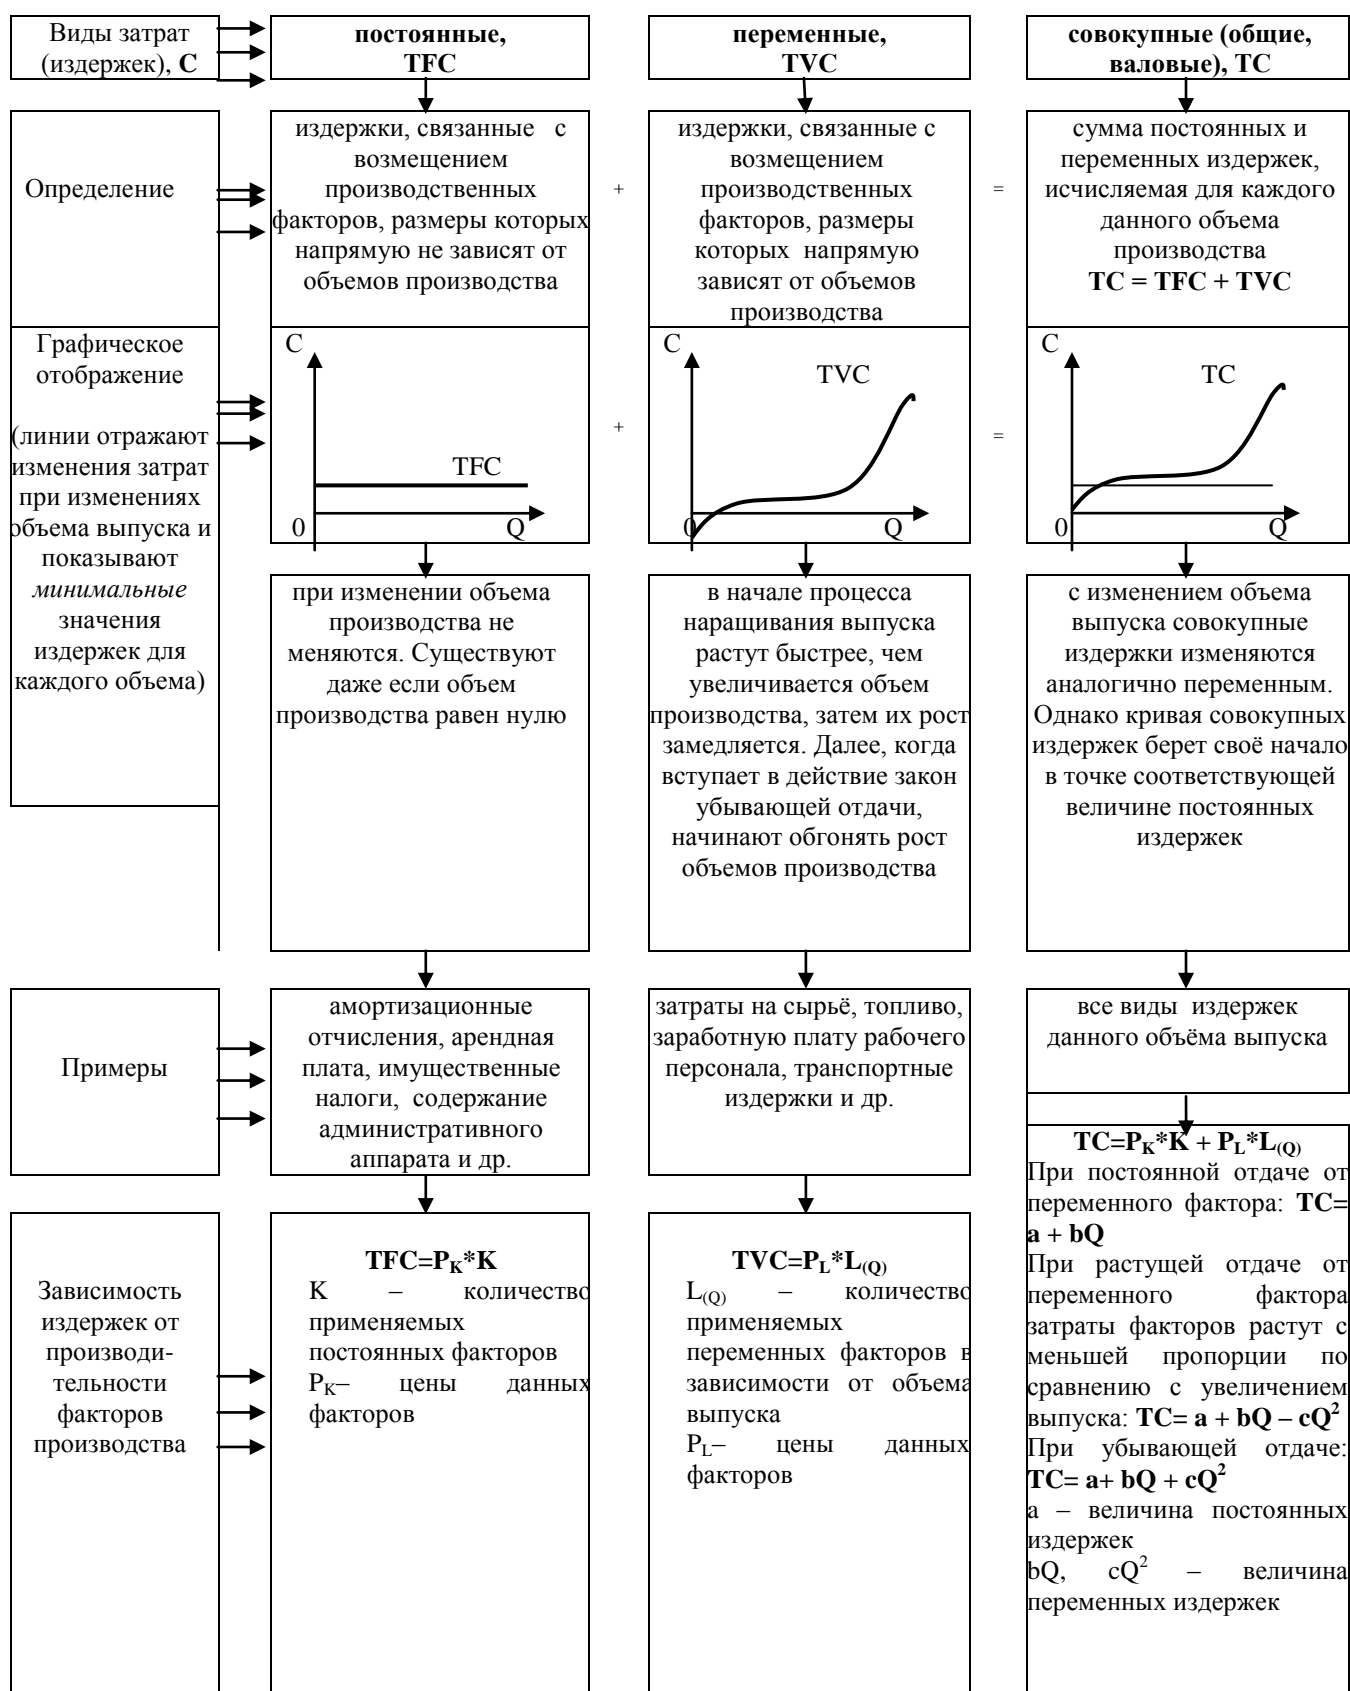 Виды затрат
(издержек), C
постоянные,
TFC
переменные,
TVC
совокупные (общие,
валовые), TC
Определение
издержки, связанные с
возмещением
производственных
факторов, размеры которых
напрямую не зависят от
объемов производства
+
издержки, связанные с
возмещением
производственных
факторов, размеры
которых напрямую
зависят от объемов
производства
=
сумма постоянных и
переменных издержек,
исчисляемая для каждого
данного объема
производства
TC = TFC + TVC
Графическое
отображение
(линии отражают
изменения затрат
при изменениях
объема выпуска и
показывают
минимальные
значения
издержек для
каждого объема)
C
TFC
0
Q
+
C
TVC
0
Q
=
C
TC
0
Q
при изменении объема
производства не
меняются. Существуют
даже если объем
производства равен нулю
в начале процесса
наращивания выпуска
растут быстрее, чем
увеличивается объем
производства, затем их рост
замедляется. Далее, когда
вступает в действие закон
убывающей отдачи,
начинают обгонять рост
объемов производства
с изменением объема
выпуска совокупные
издержки изменяются
аналогично переменным.
Однако кривая совокупных
издержек берет своё начало
в точке соответствующей
величине постоянных
издержек
Примеры
амортизационные
отчисления, арендная
плата, имущественные
налоги, содержание
административного
аппарата и др.
затраты на сырьё, топливо,
заработную плату рабочего
персонала, транспортные
издержки и др.
все виды издержек
данного объёма выпуска
Зависимость
издержек от
производи-
тельности
факторов
производства
TFC=P_K*K
K – количество
применяемых
постоянных факторов
P_K– цены данных
факторов
TVC=P_L*L_(Q)
L_(Q) – количество
применяемых
переменных факторов в
зависимости от объема
выпуска
P_L– цены данных
факторов
TC=P_K*K + P_L*L_(Q)
При постоянной отдаче от
переменного фактора: TC=
a + bQ
При растущей отдаче от
переменного фактора
затраты факторов растут с
меньшей пропорции по
сравнению с увеличением
выпуска: TC= a + bQ – cQ²
При убывающей отдаче:
TC= a+ bQ + cQ²
a – величина постоянных
издержек
bQ, cQ² – величина
переменных издержек